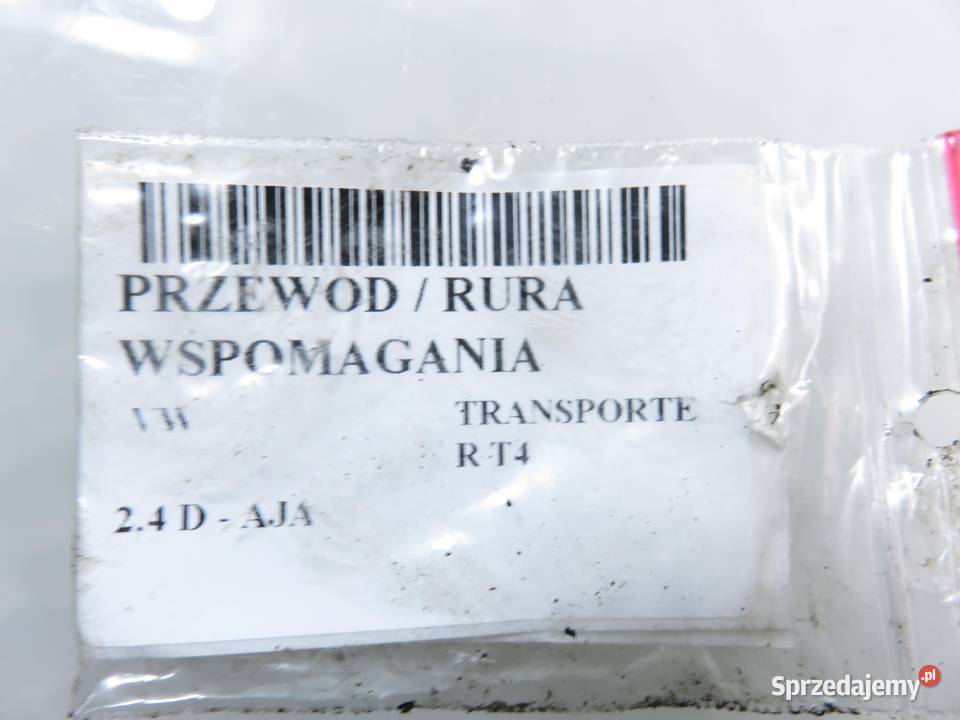 PRZEWOD / RURA
WSPOMAGANIA
VW TRANSPORTE
R T4
2.4 D - AJA
Sprzedajemy.pl